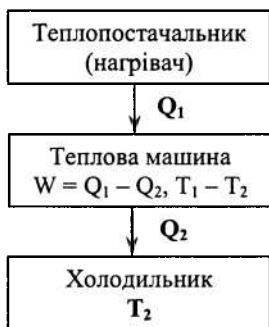 Теплопостачальник
(нагрівач)
Q₁
Теплова машина
W = Q₁ – Q₂, T₁ – T₂
Q₂
Холодильник
T₂